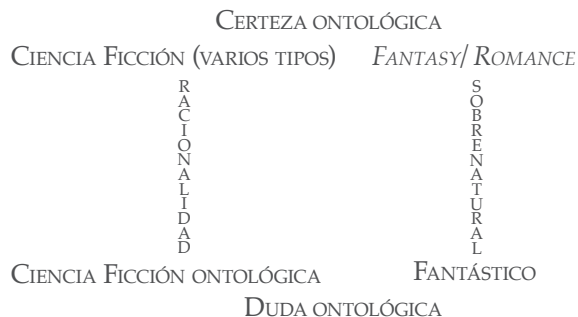 Certeza ontológica
Ciencia Ficción (varios tipos) Fantasy/ Romance
RACIONALIDAD
SOBRENATURAL
Ciencia Ficción ontológica Fantástico
Duda ontológica